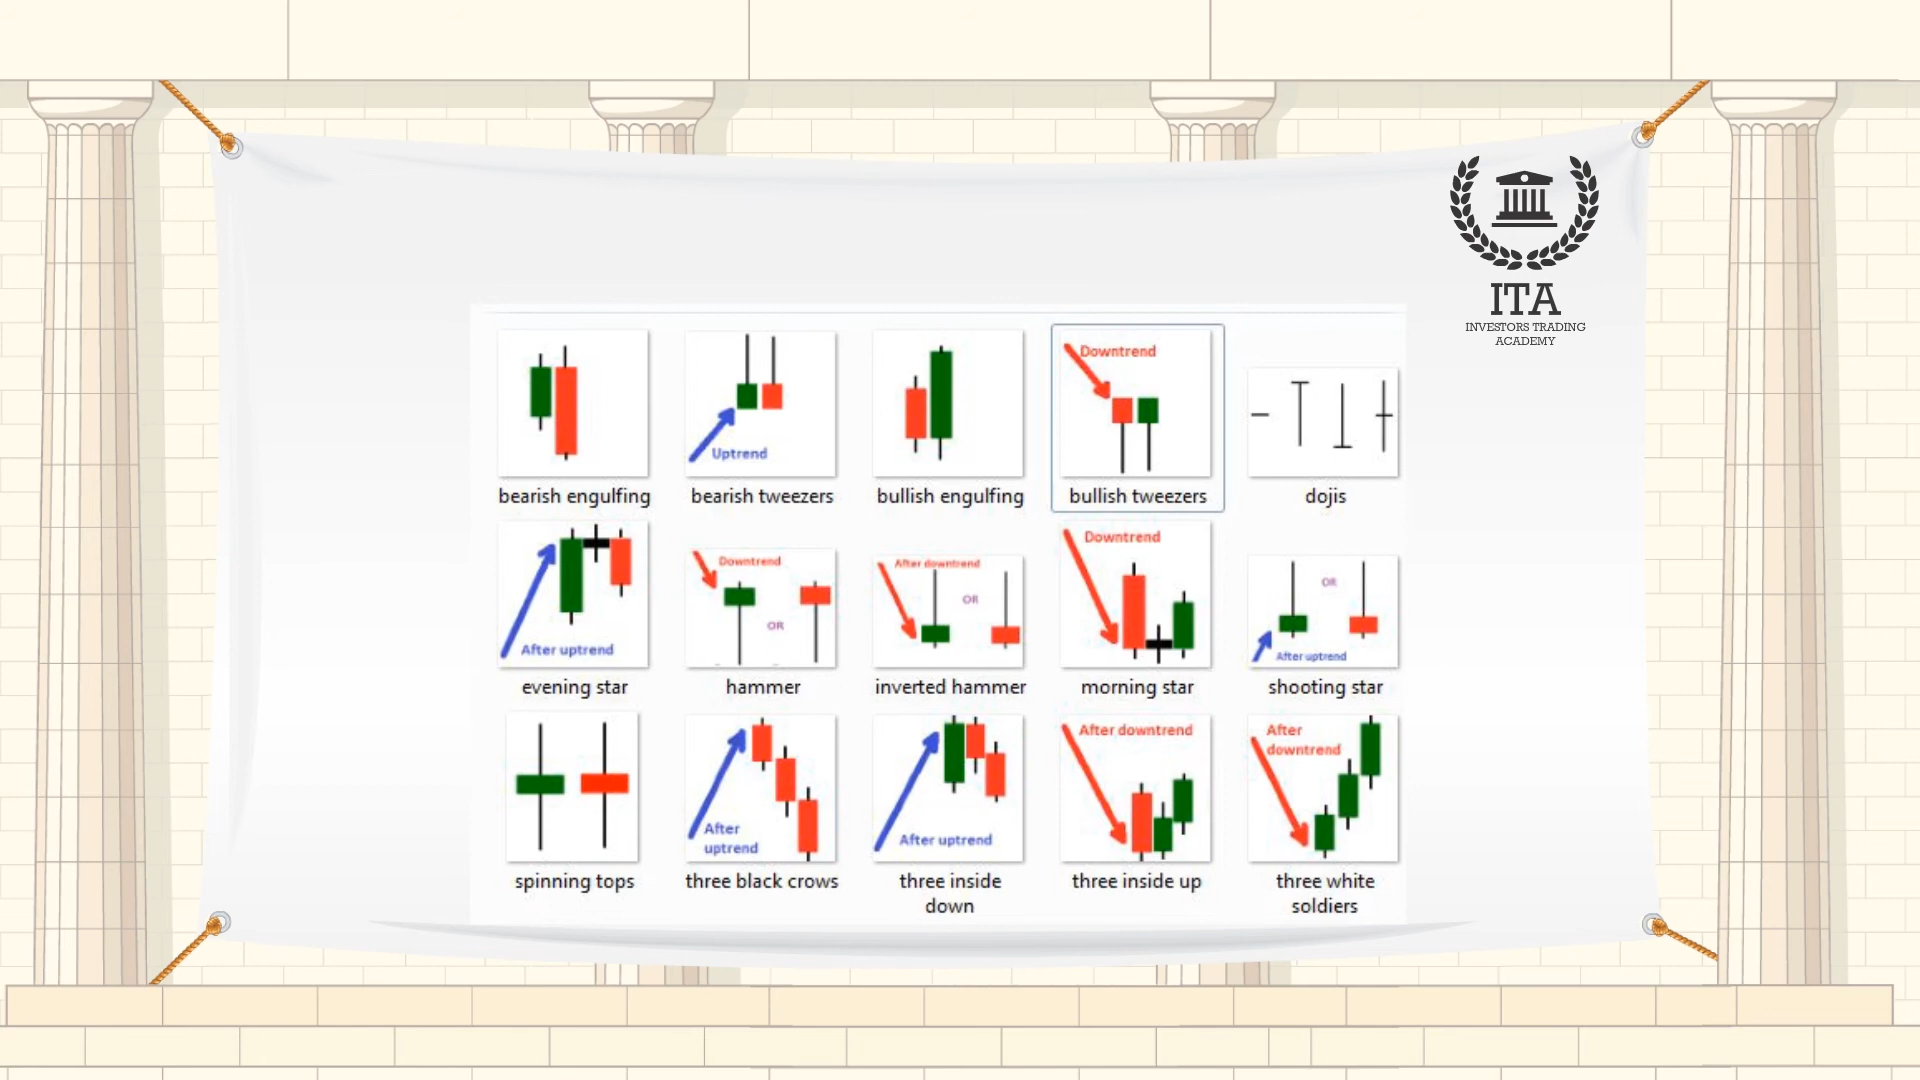 ITA
INVESTORS TRADING
ACADEMY
Uptrend
Downtrend
bearish engulfing
bearish tweezers
bullish engulfing
bullish tweezers
dojis
After uptrend
Downtrend
OR
After downtrend
OR
Downtrend
OR
After uptrend
evening star
hammer
inverted hammer
morning star
shooting star
After
uptrend
After uptrend
After downtrend
After
downtrend
spinning tops
three black crows
three inside
down
three inside up
three white
soldiers